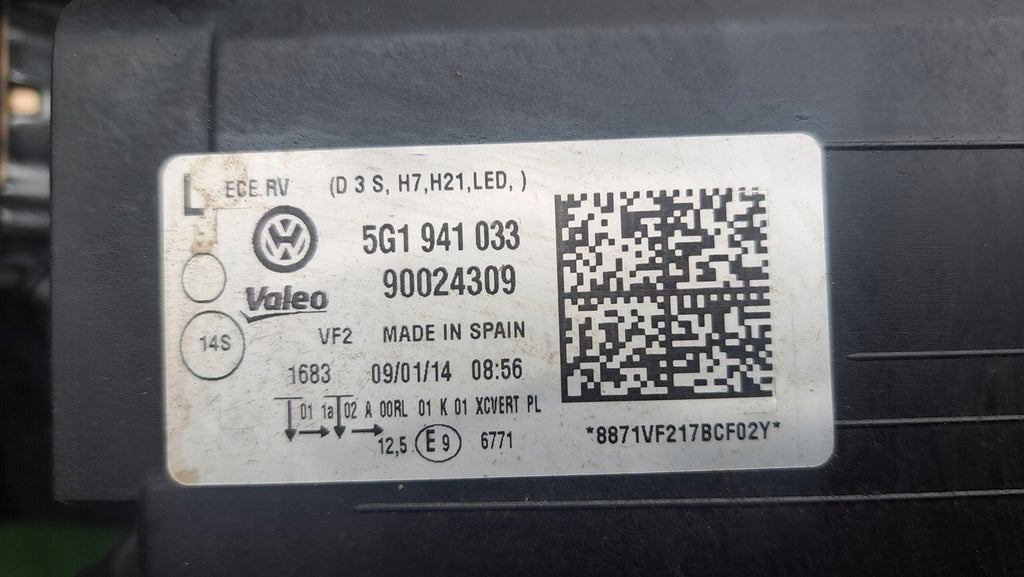 L ECE RV (D 3 S, H7,H21,LED, )
5G1 941 033
90024309
Valeo
14S
VF2 MADE IN SPAIN
1683 09/01/14 08:56
01 1a 02 A 00RL 01 K 01 XCVERT PL
12,5 E9 6771
*8871VF217BCF02Y*